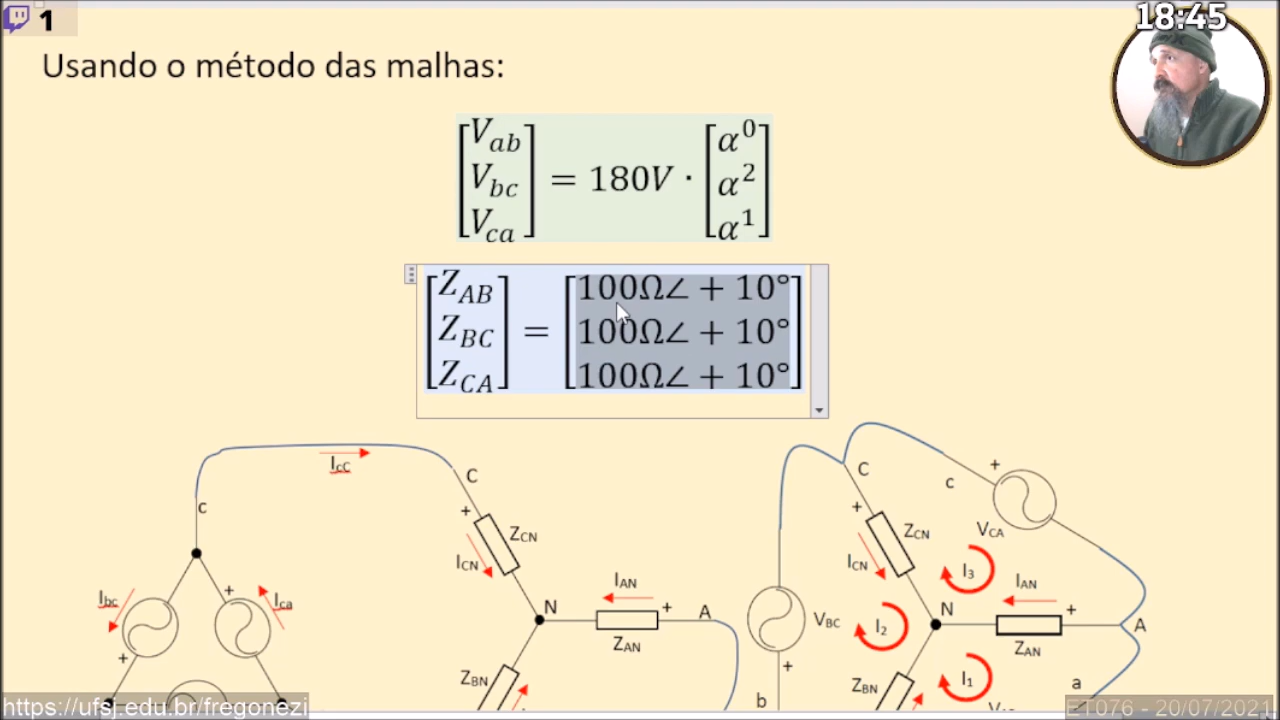 1
18:45
Usando o método das malhas:
[V_ab V_bc V_ca] = 180V · [α^0 α^2 α^1]
[Z_AB Z_BC Z_CA] = [100Ω∠ + 10° 100Ω∠ + 10° 100Ω∠ + 10°]
I_cC
C
c
+
Z_CN
I_CN
I_bc
+
I_ca
+
N
I_AN
+
A
Z_AN
Z_BN
C
c
+
V_CA
+
Z_CN
I_CN
I_3
I_AN
N
+
A
Z_AN
I_2
V_BC
+
b
Z_BN
I_1
a
https://ufsj.edu.br/fregonezi
ET076 - 20/07/2021